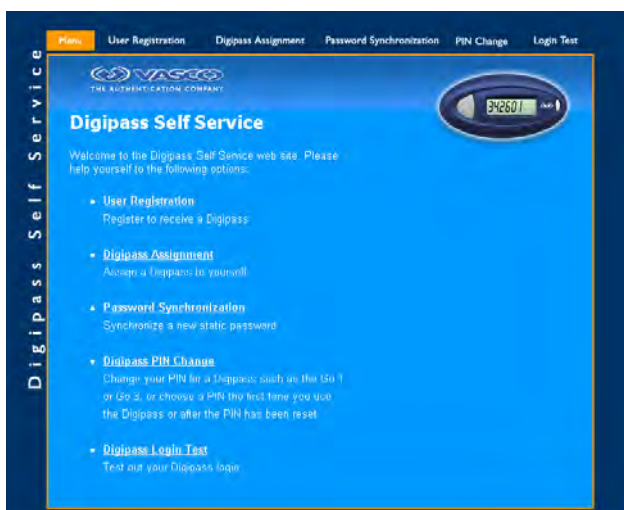 Menu User Registration Digipass Assignment Password Synchronization PIN Change Login Test
Digipass Self Service
VASCO
THE AUTHENTICATION COMPANY
342601
Digipass Self Service
Welcome to the Digipass Self Service web site. Please
help yourself to the following options:
User Registration
Register to receive a Digipass
Digipass Assignment
Assign a Digipass to yourself
Password Synchronization
Synchronize a new static password
Digipass PIN Change
Change your PIN for a Digipass such as the Go 1
or Go 3, or choose a PIN the first time you use
the Digipass or after the PIN has been reset
Digipass Login Test
Test out your Digipass login